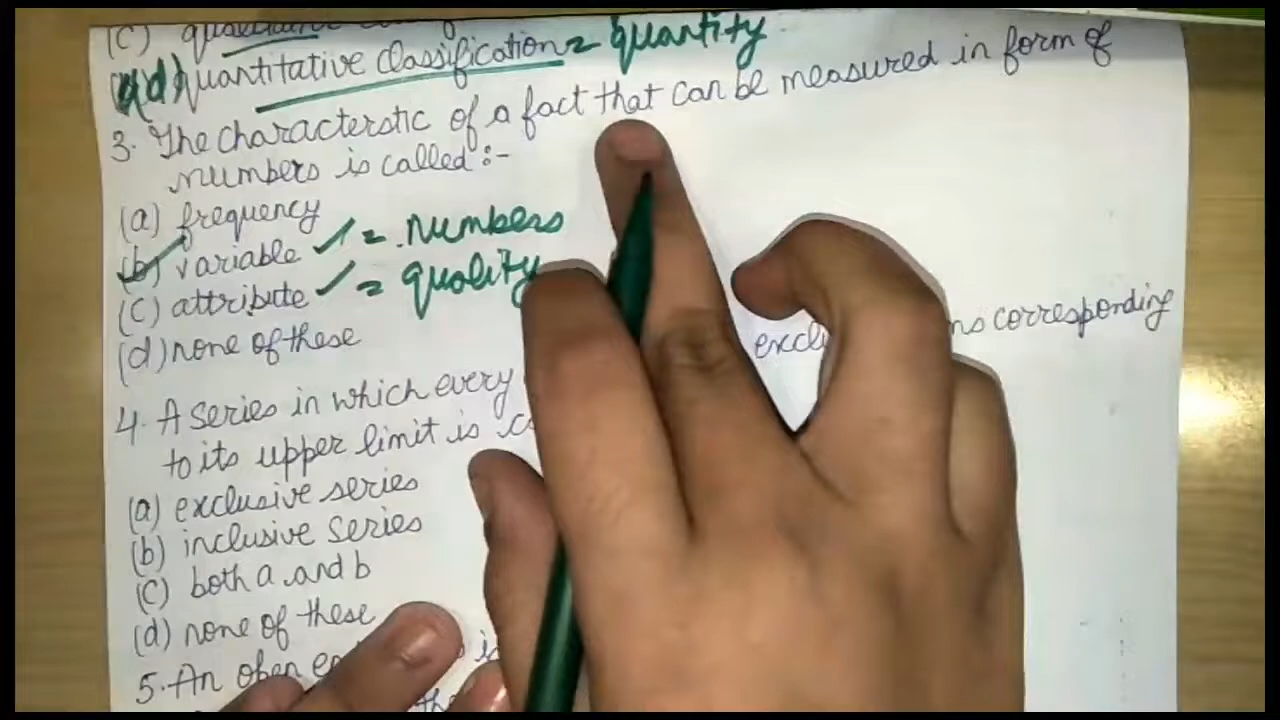 (c)
(d) quantitative classification = quantity
3. The characterstic of a fact that can be measured in form of
numbers is called :-
(a) frequency
(b) variable ✓ = numbers
(c) attribute ✓ = quality
(d) none of these
4. A series in which every excl ns corresponding
to its upper limit is
(a) exclusive series
(b) inclusive series
(c) both a and b
(d) none of these
5. An open